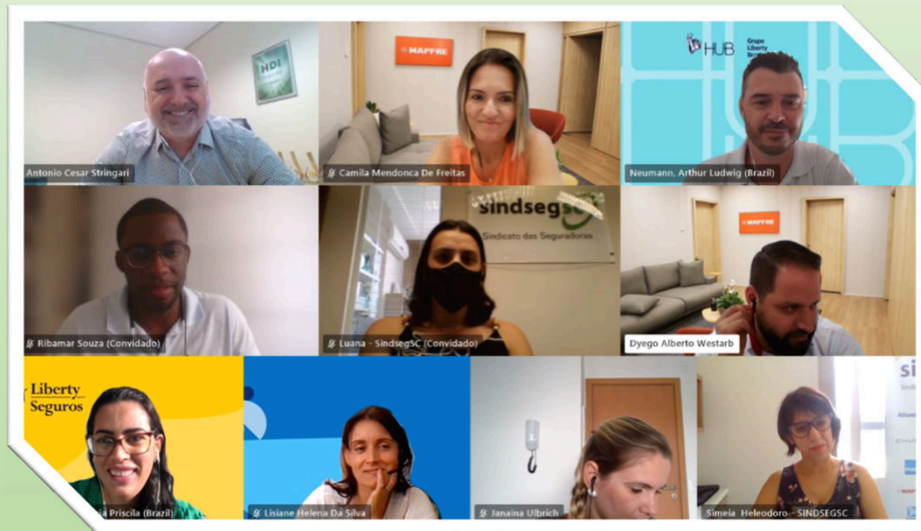 HDI
MAPFRE
HUB
Grupo
Liberty
Antonio Cesar Stringari
Camila Mendonca De Freitas
Neumann, Arthur Ludwig (Brazil)
sindsegsc
Sindicato das Seguradoras
MAPFRE
Ribamar Souza (Convidado)
Luana - SindsegSC (Convidado)
Dyego Alberto Westarb
Liberty
Seguros
Priscila (Brazil)
Lisiane Helena Da Silva
Janaina Ulbrich
Simeia Heleodoro - SINDSEGSC
si